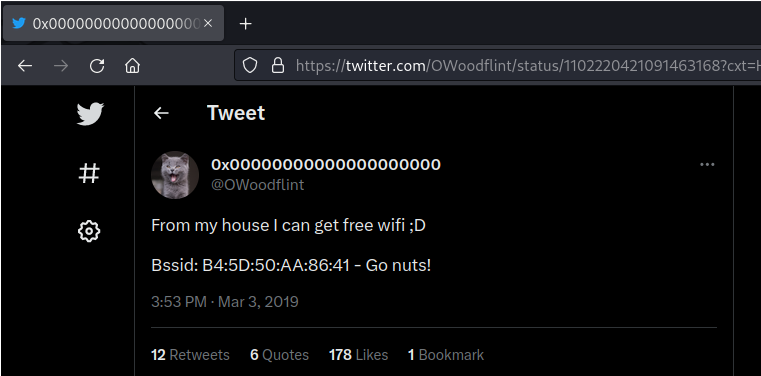 0x0000000000000000000
https://twitter.com/OWoodflint/status/1102220421091463168?cxt=H
Tweet
0x00000000000000000000
@OWoodflint
From my house I can get free wifi ;D
Bssid: B4:5D:50:AA:86:41 - Go nuts!
3:53 PM · Mar 3, 2019
12 Retweets 6 Quotes 178 Likes 1 Bookmark